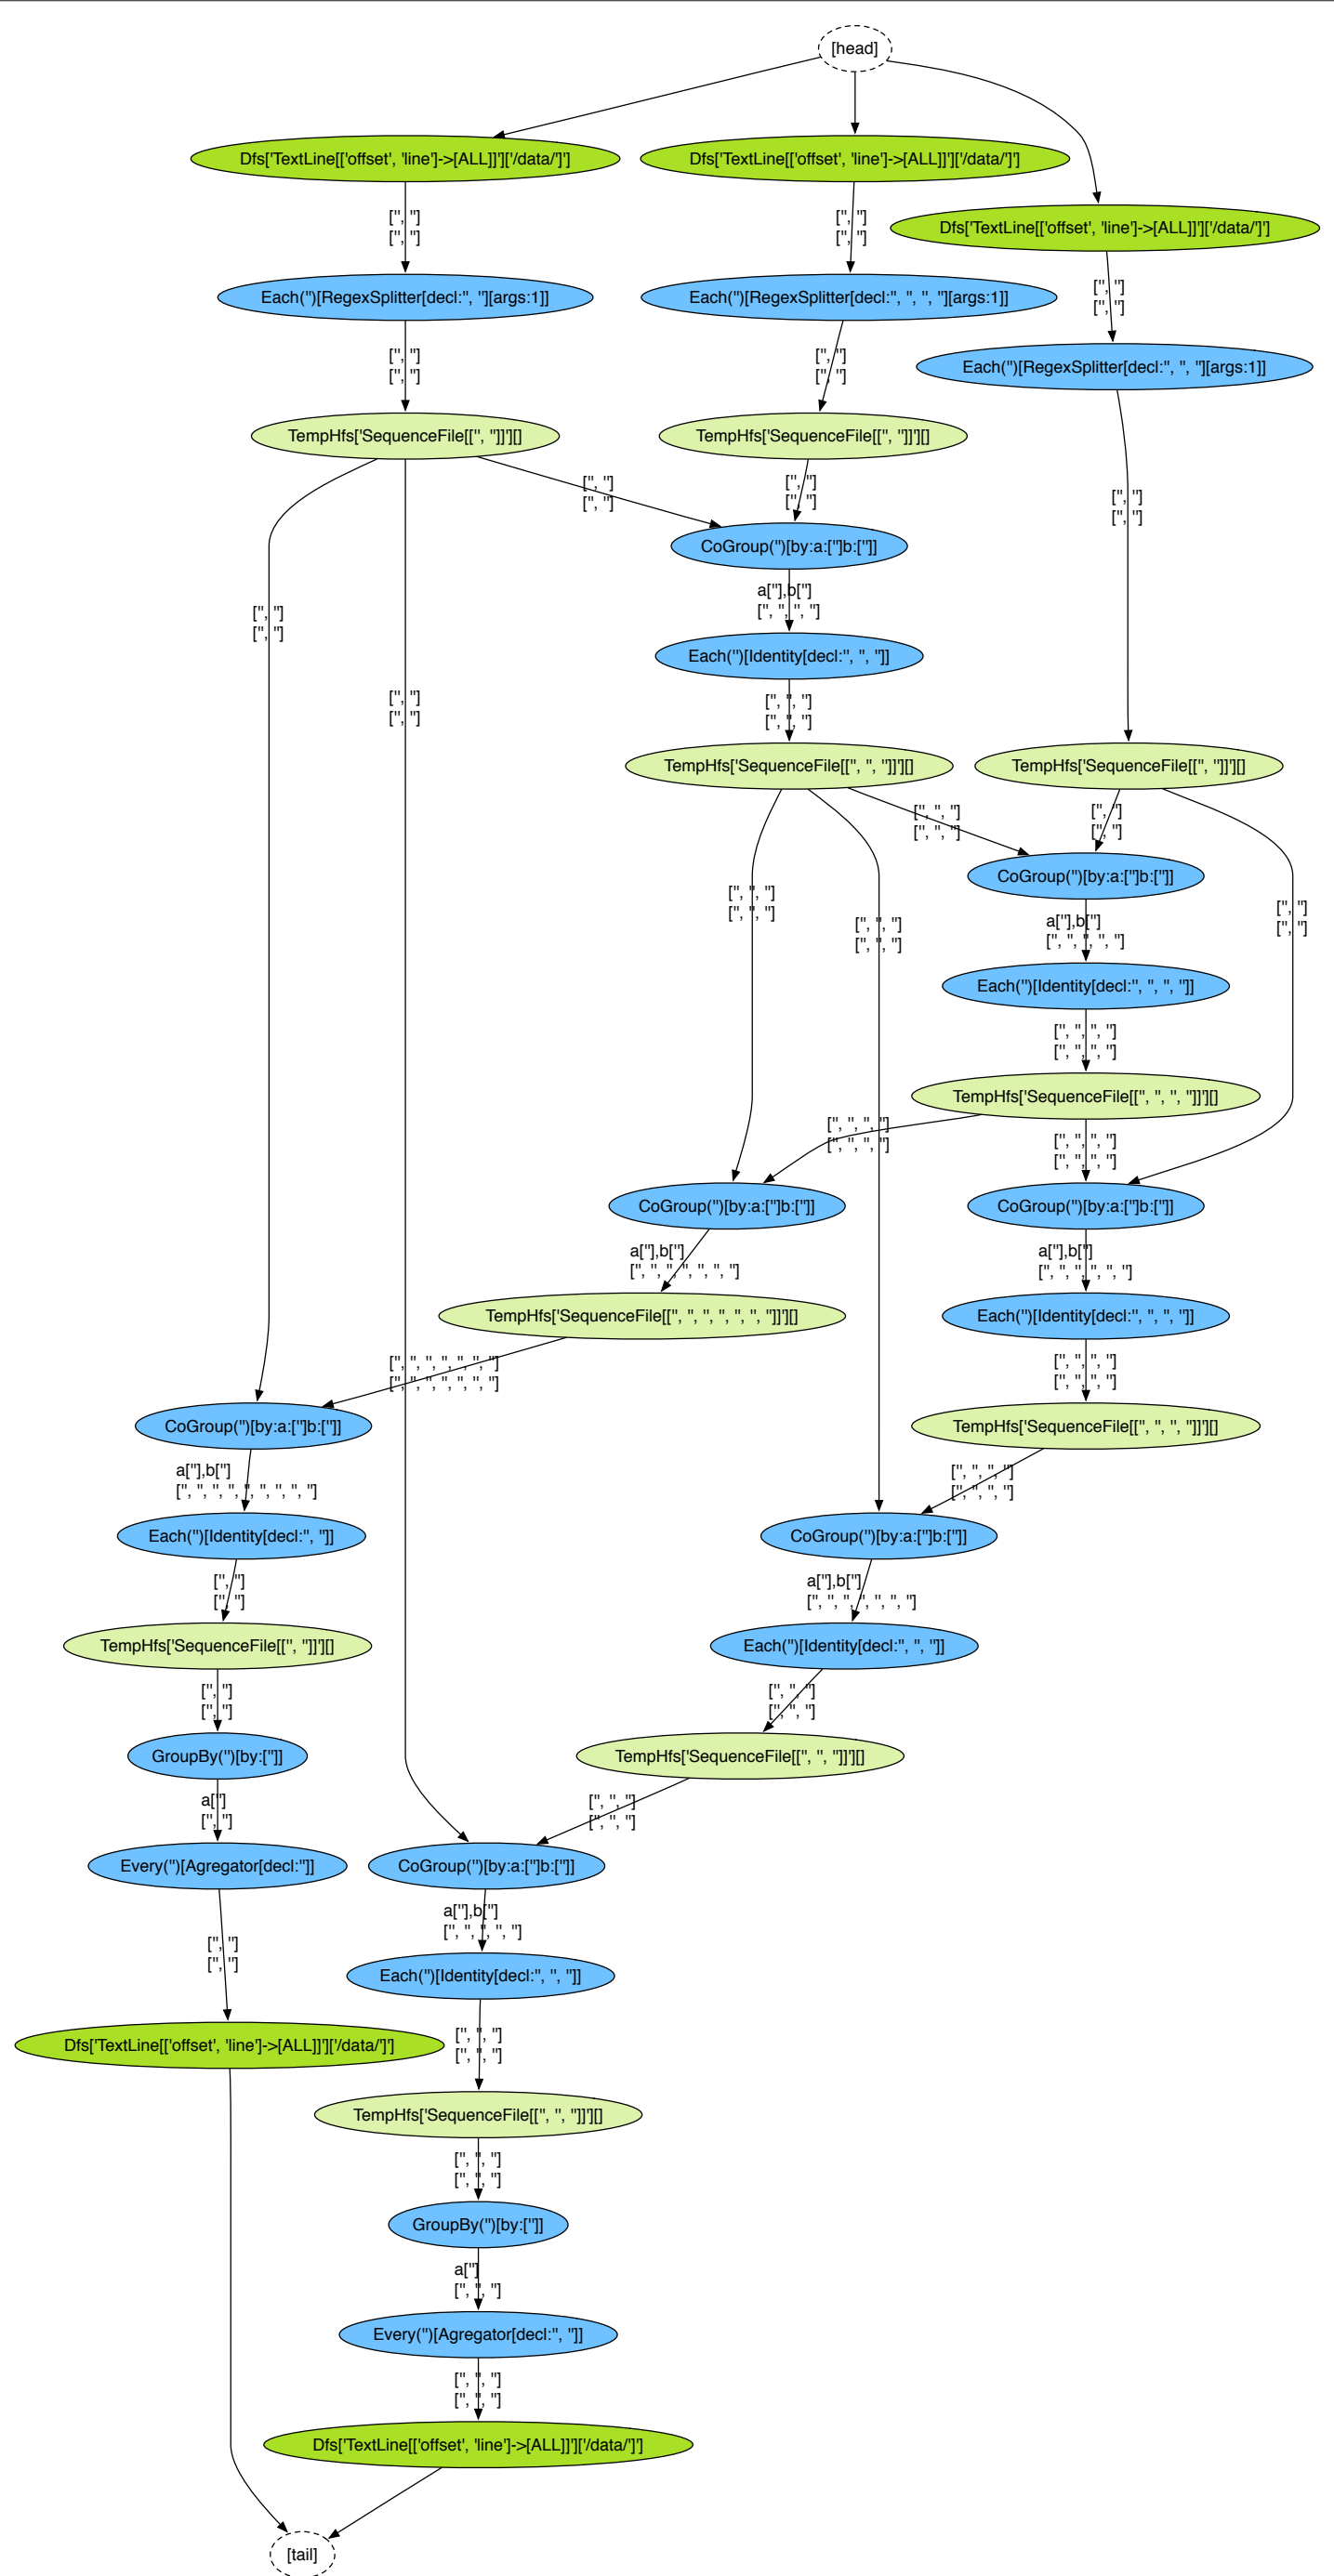 [head]
Dfs['TextLine[['offset', 'line']->[ALL]]']['/data/']']
Dfs['TextLine[['offset', 'line']->[ALL]]']['/data/']']
['', '']
['', '']
['', '']
['', '']
Dfs['TextLine[['offset', 'line']->[ALL]]']['/data/']']
Each('')[RegexSplitter[decl:'', ''][args:1]]
Each('')[RegexSplitter[decl:'', '', '', ''][args:1]]
['', '']
['', '']
['', '']
['', '']
['', '']
['', '']
Each('')[RegexSplitter[decl:'', '', ''][args:1]]
TempHfs['SequenceFile[['', '']]'][]
TempHfs['SequenceFile[['', '']]'][]
['', '']
['', '']
['', '']
['', '']
['', '']
['', '']
CoGroup('')[by:a:['']b:['']]
a[''],b['']
['', '', '', '']
['', '']
['', '']
Each('')[Identity[decl:'', '', '']]
['', '']
['', '']
['', '', '']
['', '', '']
TempHfs['SequenceFile[['', '', '']]'][]
TempHfs['SequenceFile[['', '']]'][]
['', '', '']
['', '', '']
['', '']
['', '']
CoGroup('')[by:a:['']b:['']]
['', '', '']
['', '', '']
['', '', '']
['', '', '']
a[''],b['']
['', '', '', '', '']
['', '']
['', '']
Each('')[Identity[decl:'', '', '', '']]
['', '', '', '']
['', '', '', '']
TempHfs['SequenceFile[['', '', '', '']]'][]
['', '', '', '']
['', '', '', '']
['', '', '', '']
['', '', '', '']
CoGroup('')[by:a:['']b:['']]
CoGroup('')[by:a:['']b:['']]
a[''],b['']
['', '', '', '', '', '', '']
a[''],b['']
['', '', '', '', '', '']
TempHfs['SequenceFile[['', '', '', '', '', '', '']]'][]
Each('')[Identity[decl:'', '', '', '']]
['', '', '', '', '', '', '']
['', '', '', '', '', '', '']
['', '', '', '']
['', '', '', '']
CoGroup('')[by:a:['']b:['']]
TempHfs['SequenceFile[['', '', '', '']]'][]
a[''],b['']
['', '', '', '', '', '', '', '', '']
['', '', '', '']
['', '', '', '']
Each('')[Identity[decl:'', '']]
CoGroup('')[by:a:['']b:['']]
['', '']
['', '']
a[''],b['']
['', '', '', '', '', '', '']
TempHfs['SequenceFile[['', '']]'][]
Each('')[Identity[decl:'', '', '']]
['', '']
['', '']
['', '', '']
['', '', '']
GroupBy('')[by:['']]
TempHfs['SequenceFile[['', '', '']]'][]
a['']
['', '']
['', '', '']
['', '', '']
Every('')[Agregator[decl:'']]
CoGroup('')[by:a:['']b:['']]
['', '']
['', '']
a[''],b['']
['', '', '', '', '']
Each('')[Identity[decl:'', '', '']]
Dfs['TextLine[['offset', 'line']->[ALL]]']['/data/']']
['', '', '']
['', '', '']
TempHfs['SequenceFile[['', '', '']]'][]
['', '', '']
['', '', '']
GroupBy('')[by:['']]
a['']
['', '', '']
Every('')[Agregator[decl:'', '']]
['', '', '']
['', '', '']
Dfs['TextLine[['offset', 'line']->[ALL]]']['/data/']']
[tail]